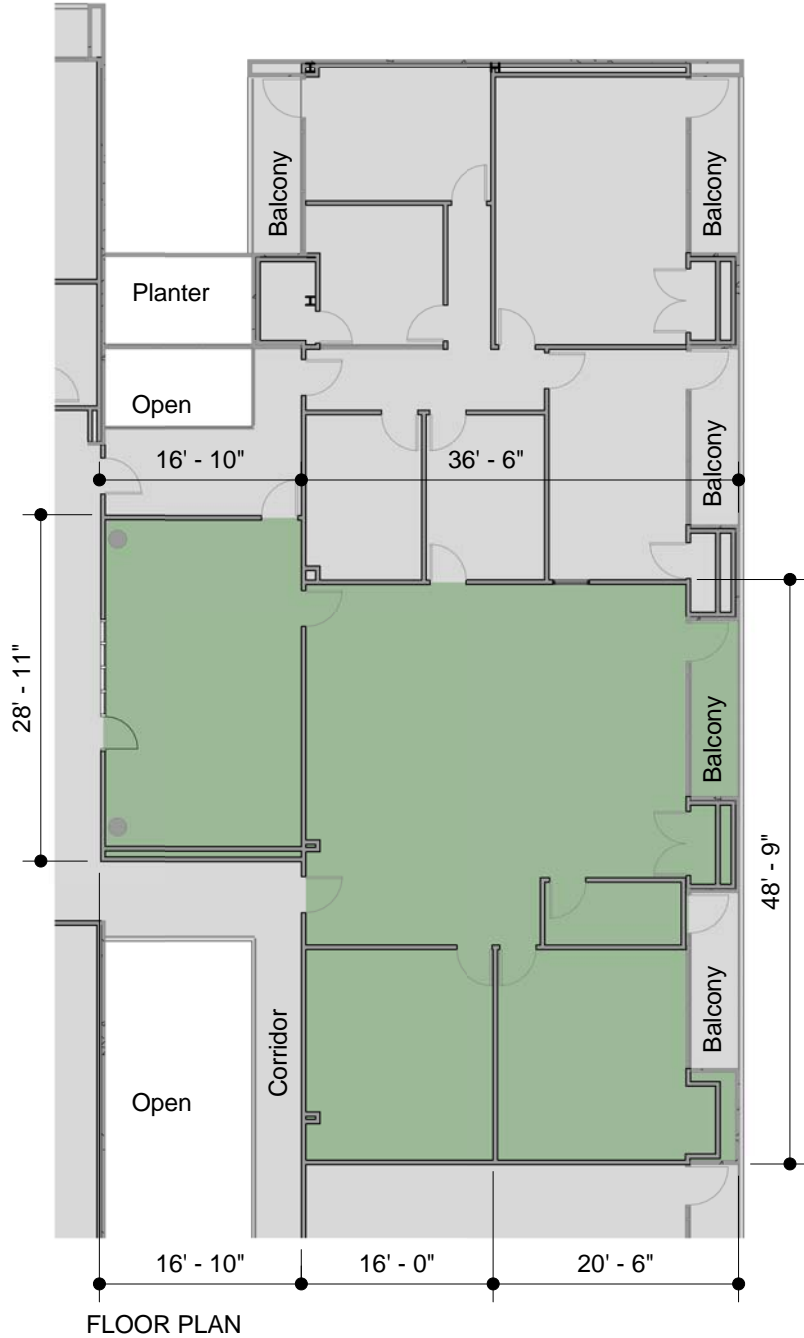 Balcony
Balcony
Planter
Open
16' - 10"
36' - 6"
Balcony
28' - 11"
Balcony
48' - 9"
Balcony
Corridor
Open
16' - 10"
16' - 0"
20' - 6"
FLOOR PLAN